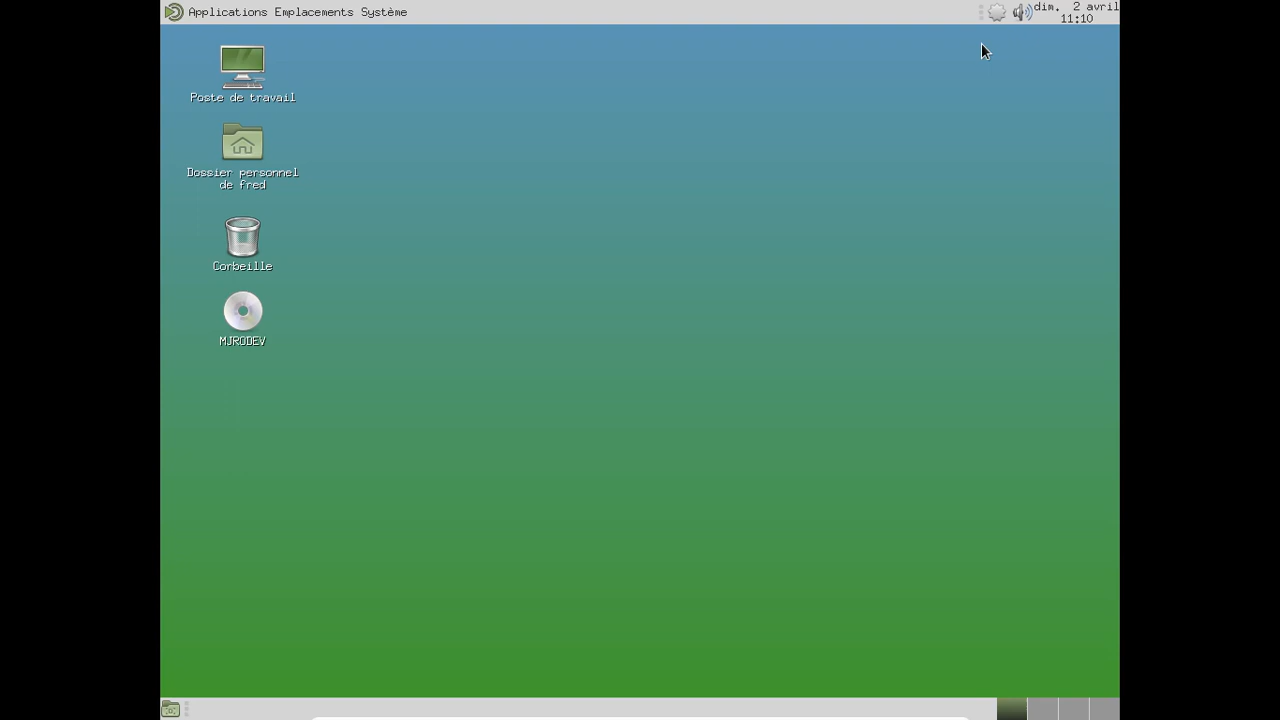 Applications Emplacements Système
dim. 2 avril
11:10
Poste de travail
Dossier personnel
de fred
Corbeille
MJRODEV